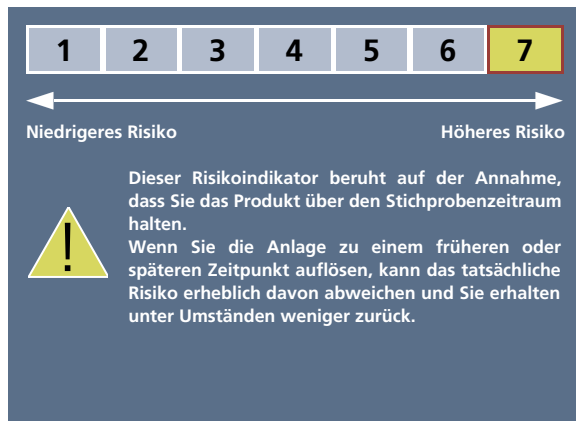 1 2 3 4 5 6 7
Niedrigeres Risiko Höheres Risiko
Dieser Risikoindikator beruht auf der Annahme,
dass Sie das Produkt über den Stichprobenzeitraum
halten.
Wenn Sie die Anlage zu einem früheren oder
späteren Zeitpunkt auflösen, kann das tatsächliche
Risiko erheblich davon abweichen und Sie erhalten
unter Umständen weniger zurück.
!